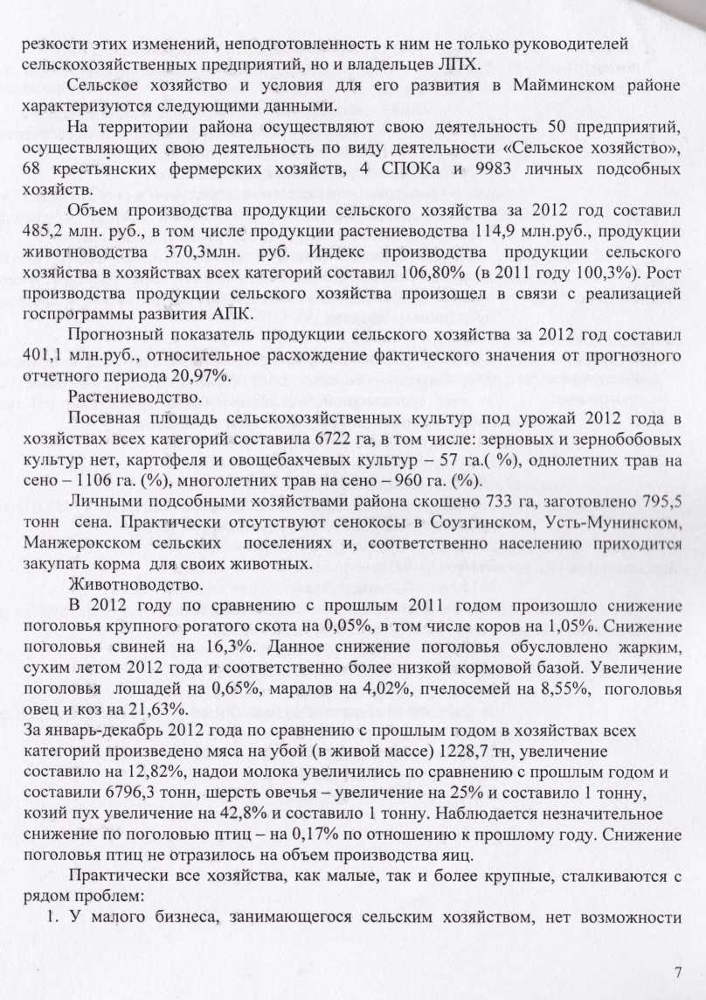 резкости этих изменений, неподготовленность к ним не только руководителей
сельскохозяйственных предприятий, но и владельцев ЛПХ.
Сельское хозяйство и условия для его развития в Майминском районе
характеризуются следующими данными.
На территории района осуществляют свою деятельность 50 предприятий,
осуществляющих свою деятельность по виду деятельности «Сельское хозяйство»,
68 крестьянских фермерских хозяйств, 4 СПОКа и 9983 личных подсобных
хозяйств.
Объем производства продукции сельского хозяйства за 2012 год составил
485,2 млн. руб., в том числе продукции растениеводства 114,9 млн.руб., продукции
животноводства 370,3млн. руб. Индекс производства продукции сельского
хозяйства в хозяйствах всех категорий составил 106,80% (в 2011 году 100,3%). Рост
производства продукции сельского хозяйства произошел в связи с реализацией
госпрограммы развития АПК.
Прогнозный показатель продукции сельского хозяйства за 2012 год составил
401,1 млн.руб., относительное расхождение фактического значения от прогнозного
отчетного периода 20,97%.
Растениеводство.
Посевная площадь сельскохозяйственных культур под урожай 2012 года в
хозяйствах всех категорий составила 6722 га, в том числе: зерновых и зернобобовых
культур нет, картофеля и овощебахчевых культур – 57 га.( %), однолетних трав на
сено – 1106 га. (%), многолетних трав на сено – 960 га. (%).
Личными подсобными хозяйствами района скошено 733 га, заготовлено 795,5
тонн сена. Практически отсутствуют сенокосы в Соузгинском, Усть-Мунинском,
Манжерокском сельских поселениях и, соответственно населению приходится
закупать корма для своих животных.
Животноводство.
В 2012 году по сравнению с прошлым 2011 годом произошло снижение
поголовья крупного рогатого скота на 0,05%, в том числе коров на 1,05%. Снижение
поголовья свиней на 16,3%. Данное снижение поголовья обусловлено жарким,
сухим летом 2012 года и соответственно более низкой кормовой базой. Увеличение
поголовья лошадей на 0,65%, маралов на 4,02%, пчелосемей на 8,55%, поголовья
овец и коз на 21,63%.
За январь-декабрь 2012 года по сравнению с прошлым годом в хозяйствах всех
категорий произведено мяса на убой (в живой массе) 1228,7 тн, увеличение
составило на 12,82%, надои молока увеличились по сравнению с прошлым годом и
составили 6796,3 тонн, шерсть овечья – увеличение на 25% и составило 1 тонну,
козий пух увеличение на 42,8% и составило 1 тонну. Наблюдается незначительное
снижение по поголовью птиц – на 0,17% по отношению к прошлому году. Снижение
поголовья птиц не отразилось на объем производства яиц.
Практически все хозяйства, как малые, так и более крупные, сталкиваются с
рядом проблем:
1. У малого бизнеса, занимающегося сельским хозяйством, нет возможности
7